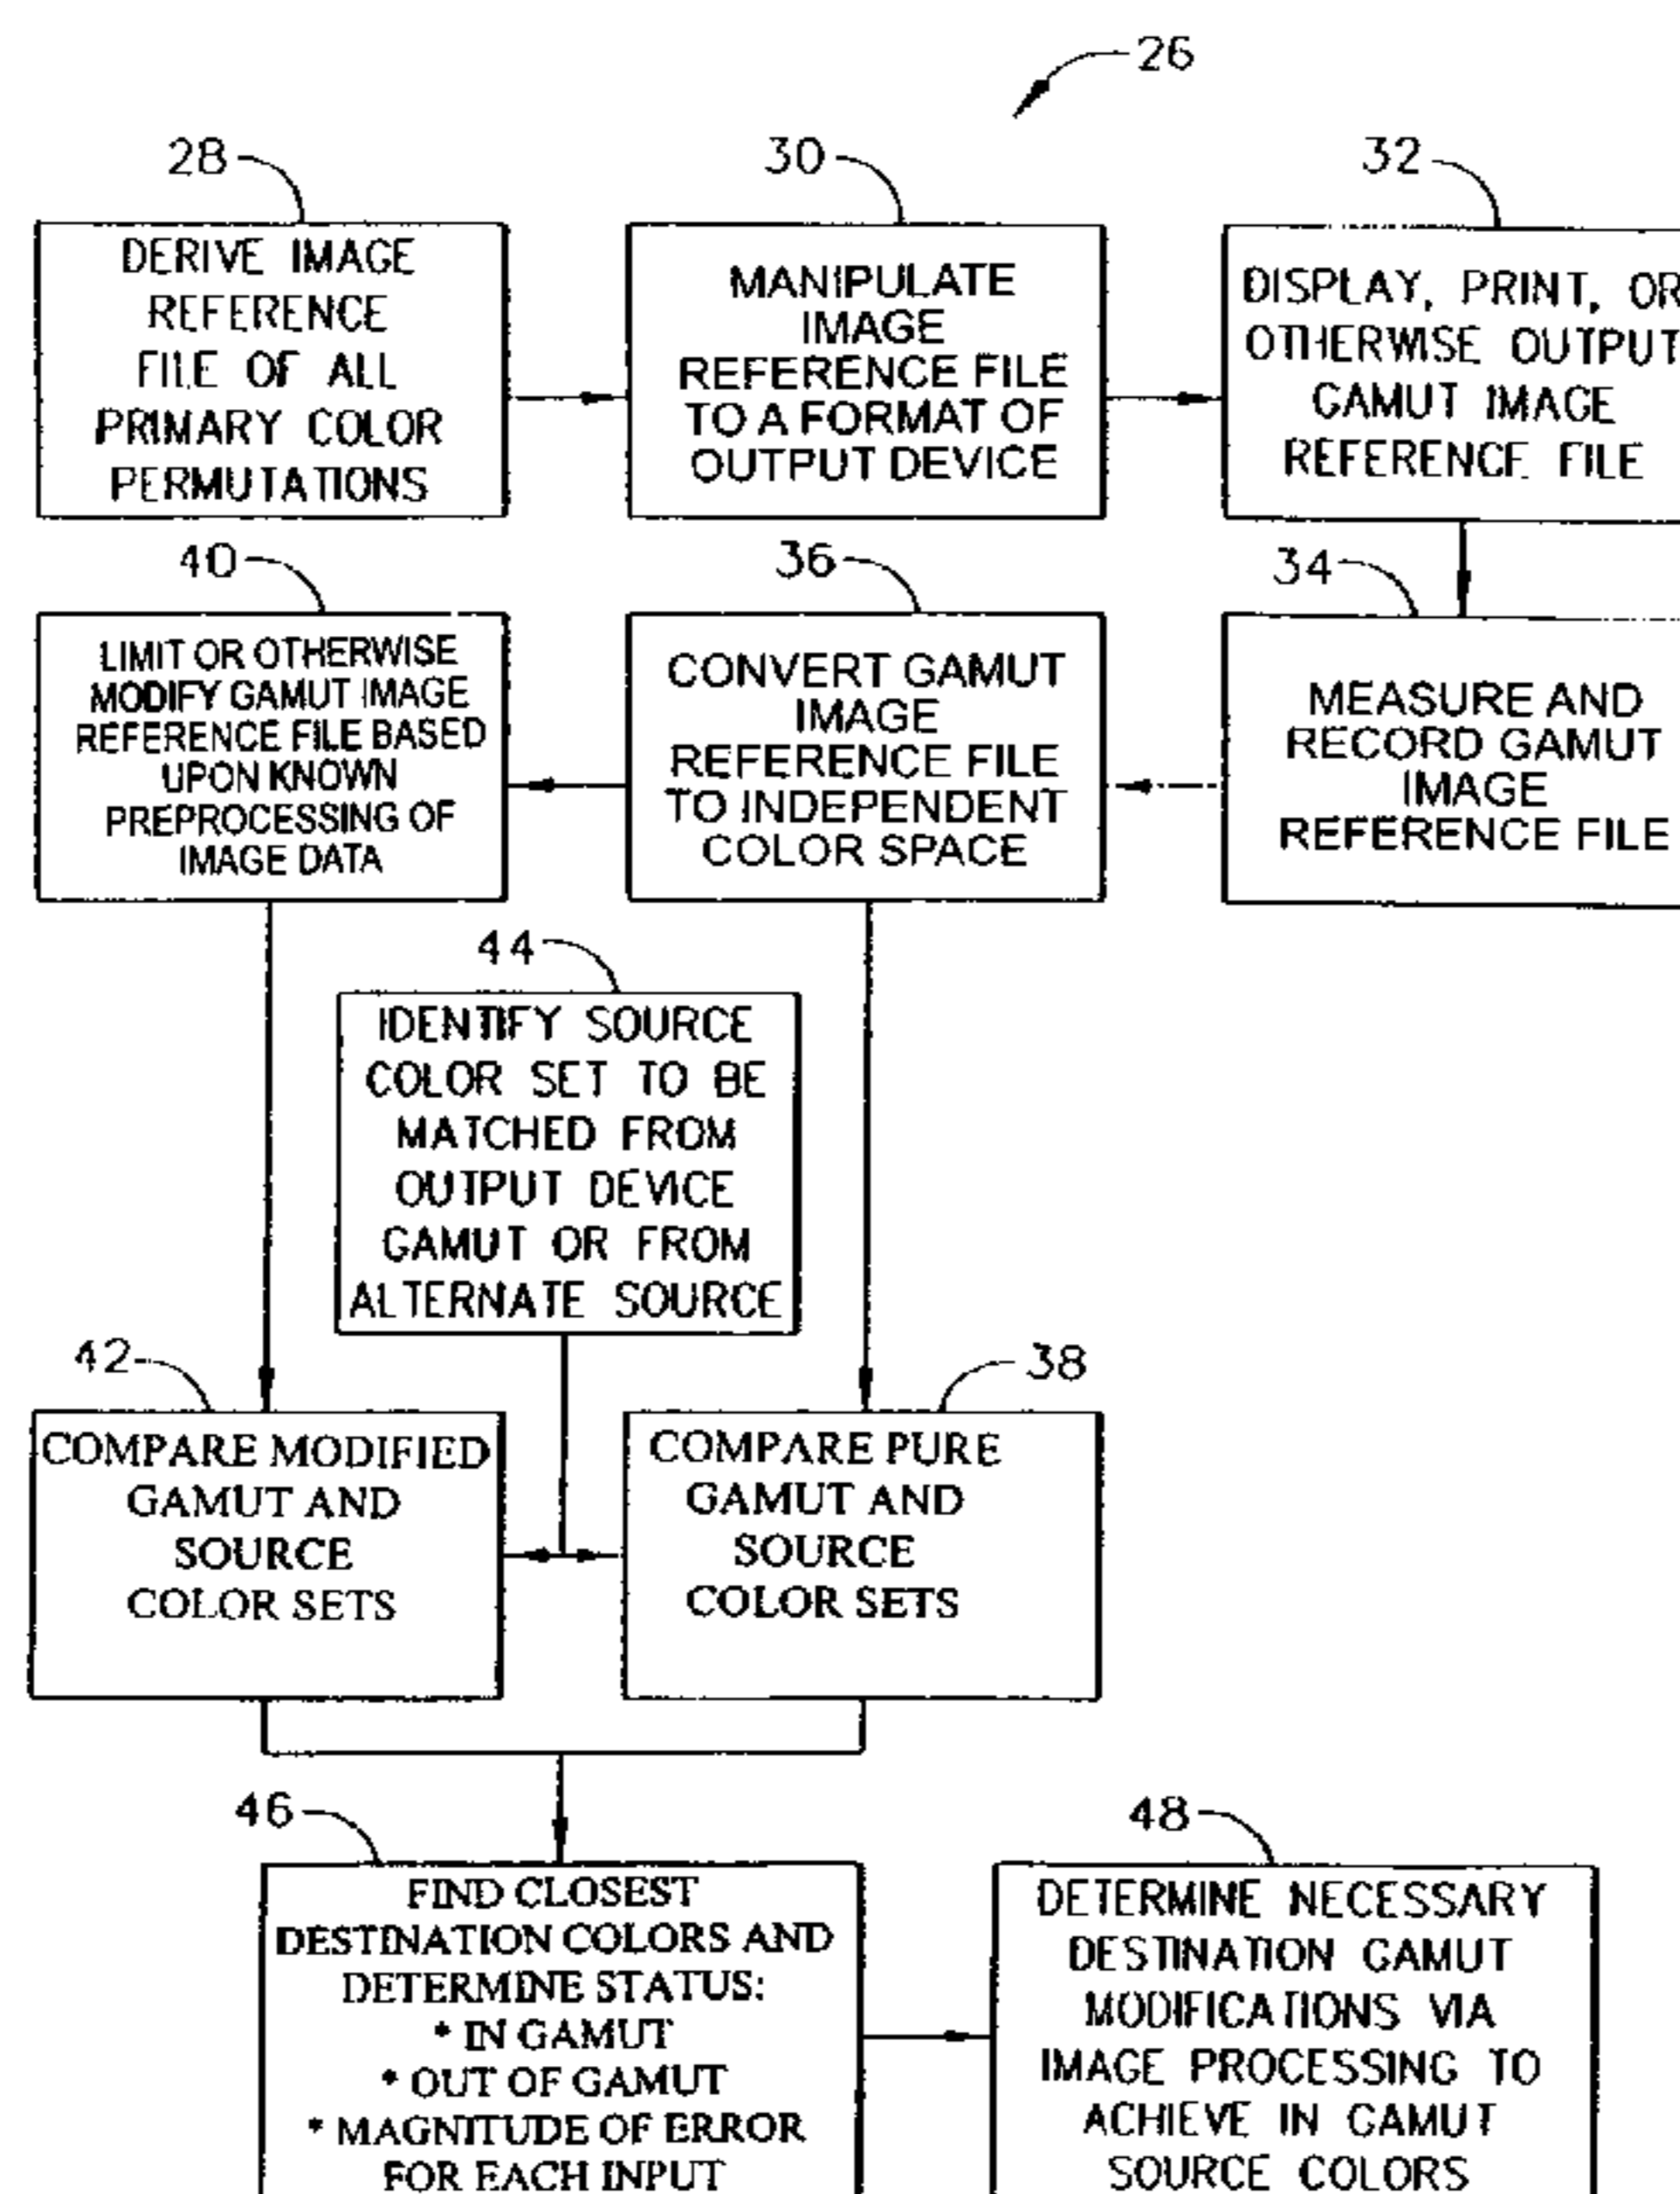 26
28
30
32
DERIVE IMAGE
REFERENCE
FILE OF ALL
PRIMARY COLOR
PERMUTATIONS
MANIPULATE
IMAGE
REFERENCE FILE
TO A FORMAT OF
OUTPUT DEVICE
DISPLAY, PRINT, OR
OTHERWISE OUTPUT
GAMUT IMAGE
REFERENCE FILE
40
36
34
LIMIT OR OTHERWISE
MODIFY GAMUT IMAGE
REFERENCE FILE BASED
UPON KNOWN
PREPROCESSING OF
IMAGE DATA
CONVERT GAMUT
IMAGE
REFERENCE FILE
TO INDEPENDENT
COLOR SPACE
MEASURE AND
RECORD GAMUT
IMAGE
REFERENCE FILE
44
IDENTIFY SOURCE
COLOR SET TO BE
MATCHED FROM
OUTPUT DEVICE
GAMUT OR FROM
ALTERNATE SOURCE
42
38
COMPARE MODIFIED
GAMUT AND
SOURCE
COLOR SETS
COMPARE PURE
GAMUT AND
SOURCE
COLOR SETS
46
48
FIND CLOSEST
DESTINATION COLORS AND
DETERMINE STATUS:
* IN GAMUT
* OUT OF GAMUT
* MAGNITUDE OF ERROR
FOR EACH INPUT
DETERMINE NECESSARY
DESTINATION GAMUT
MODIFICATIONS VIA
IMAGE PROCESSING TO
ACHIEVE IN GAMUT
SOURCE COLORS